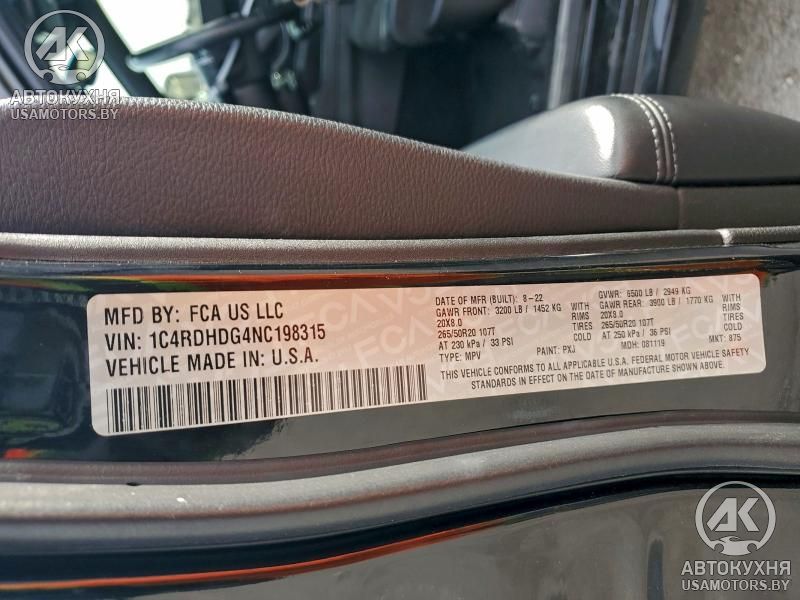 АВТОКУХНЯ
USAMOTORS.BY
MFD BY: FCA US LLC
VIN: 1C4RDHDG4NC198315
VEHICLE MADE IN: U.S.A.
DATE OF MFR (BUILT): 8-22
GVWR: 6500 LB / 2949 KG
GAWR FRONT: 3200 LB / 1452 KG
GAWR REAR: 3900 LB / 1770 KG
20X8.0 RIMS
20X8.0 RIMS
265/50R20 107T TIRES
265/50R20 107T TIRES
AT 230 kPa / 33 PSI COLD
AT 250 kPa / 36 PSI COLD
TYPE: MPV PAINT: PXJ MDH: 081119 MKT: 875
THIS VEHICLE CONFORMS TO ALL APPLICABLE U.S.A. FEDERAL MOTOR VEHICLE SAFETY
STANDARDS IN EFFECT ON THE DATE OF MANUFACTURE SHOWN ABOVE.
АВТОКУХНЯ
USAMOTORS.BY